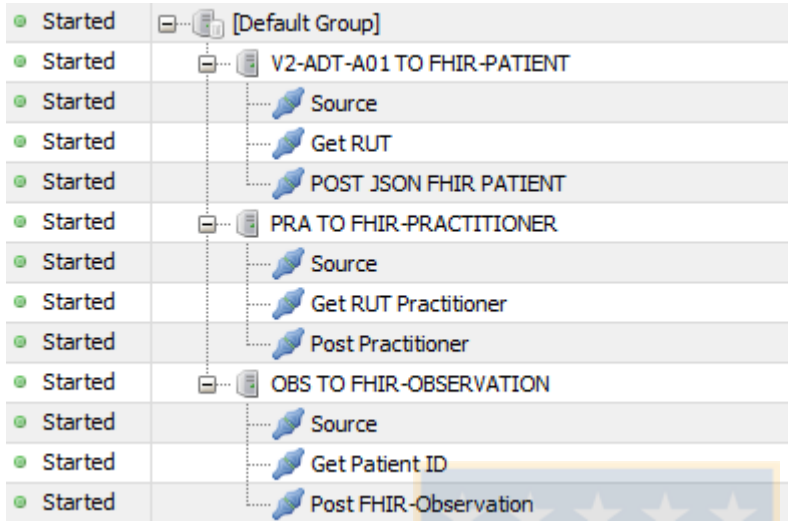 Started [Default Group]
Started V2-ADT-A01 TO FHIR-PATIENT
Started Source
Started Get RUT
Started POST JSON FHIR PATIENT
Started PRA TO FHIR-PRACTITIONER
Started Source
Started Get RUT Practitioner
Started Post Practitioner
Started OBS TO FHIR-OBSERVATION
Started Source
Started Get Patient ID
Started Post FHIR-Observation